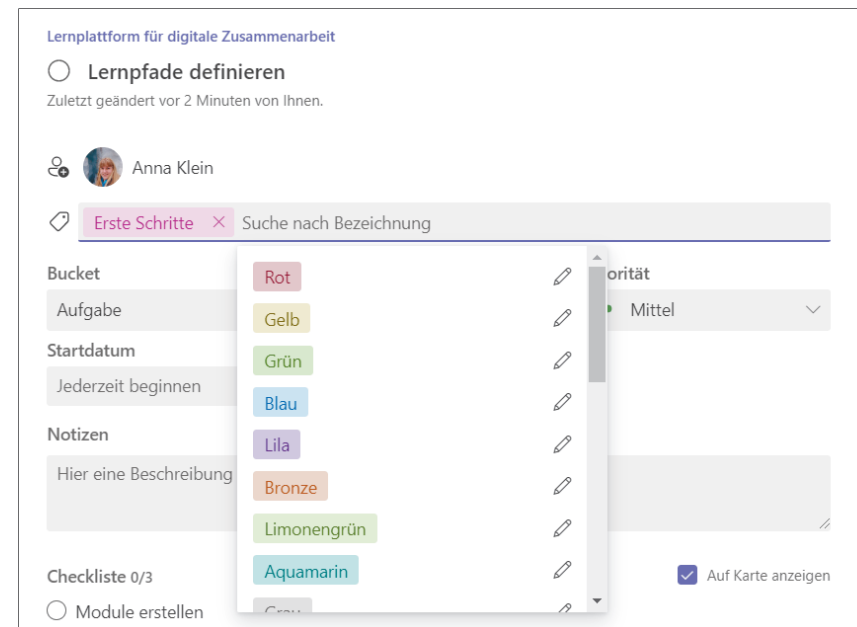 Lernplattform für digitale Zusammenarbeit
Lernpfade definieren
Zuletzt geändert vor 2 Minuten von Ihnen.
Anna Klein
Erste Schritte × Suche nach Bezeichnung
Bucket
orität
Aufgabe
Mittel
Startdatum
Jederzeit beginnen
Notizen
Hier eine Beschreibung
Rot
Gelb
Grün
Blau
Lila
Bronze
Limonengrün
Aquamarin
Grau
Checkliste 0/3
Auf Karte anzeigen
Module erstellen